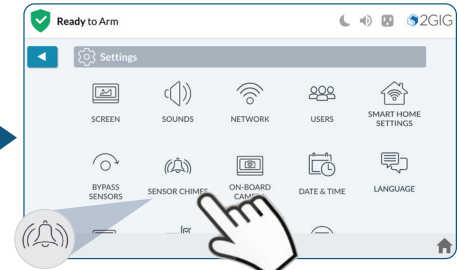 Ready to Arm
2GIG
Settings
SCREEN
SOUNDS
NETWORK
USERS
SMART HOME
SETTINGS
BYPASS
SENSORS
SENSOR CHIMES
ON-BOARD
CAMERA
DATE & TIME
LANGUAGE